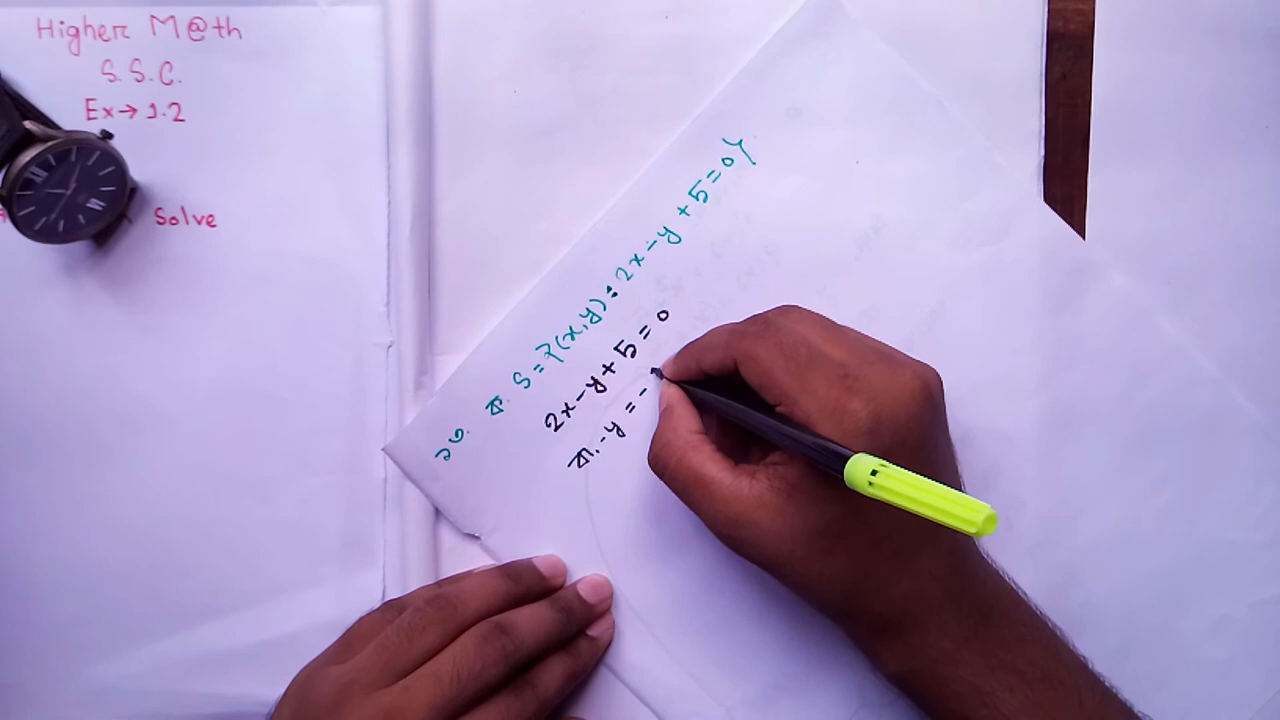 Higher M@th
S.S.C.
Ex→1.2
Solve
১৩. ক. S = {(x,y) : 2x-y+5=0}
2x-y+5=0
বা. -y = -